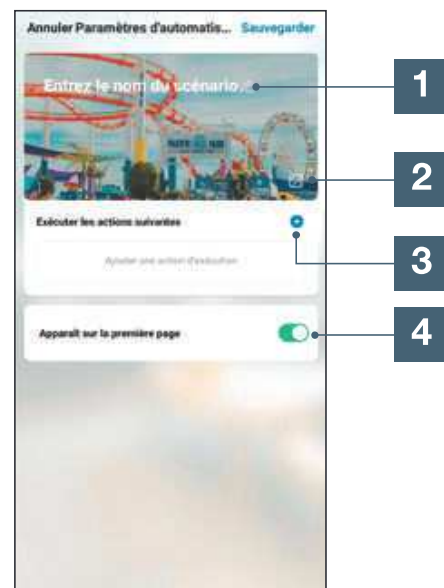 Annuler Paramètres d'automatis... Sauvegarder
Entrez le nom du scénario.
1
2
Exécuter les actions suivantes
3
Ajouter une action d'exécution
Apparaît sur la première page
4